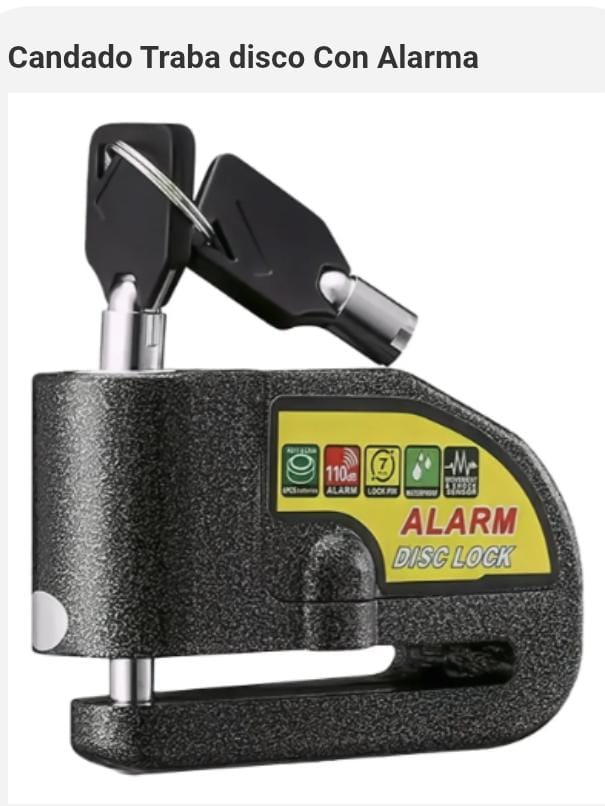 Candado Traba disco Con Alarma
6PCS batteries
110dB
ALARM
7
LOCK PIN
WATERPROOF
MOVEMENT
& SHOCK
SENSOR
ALARM
DISC LOCK